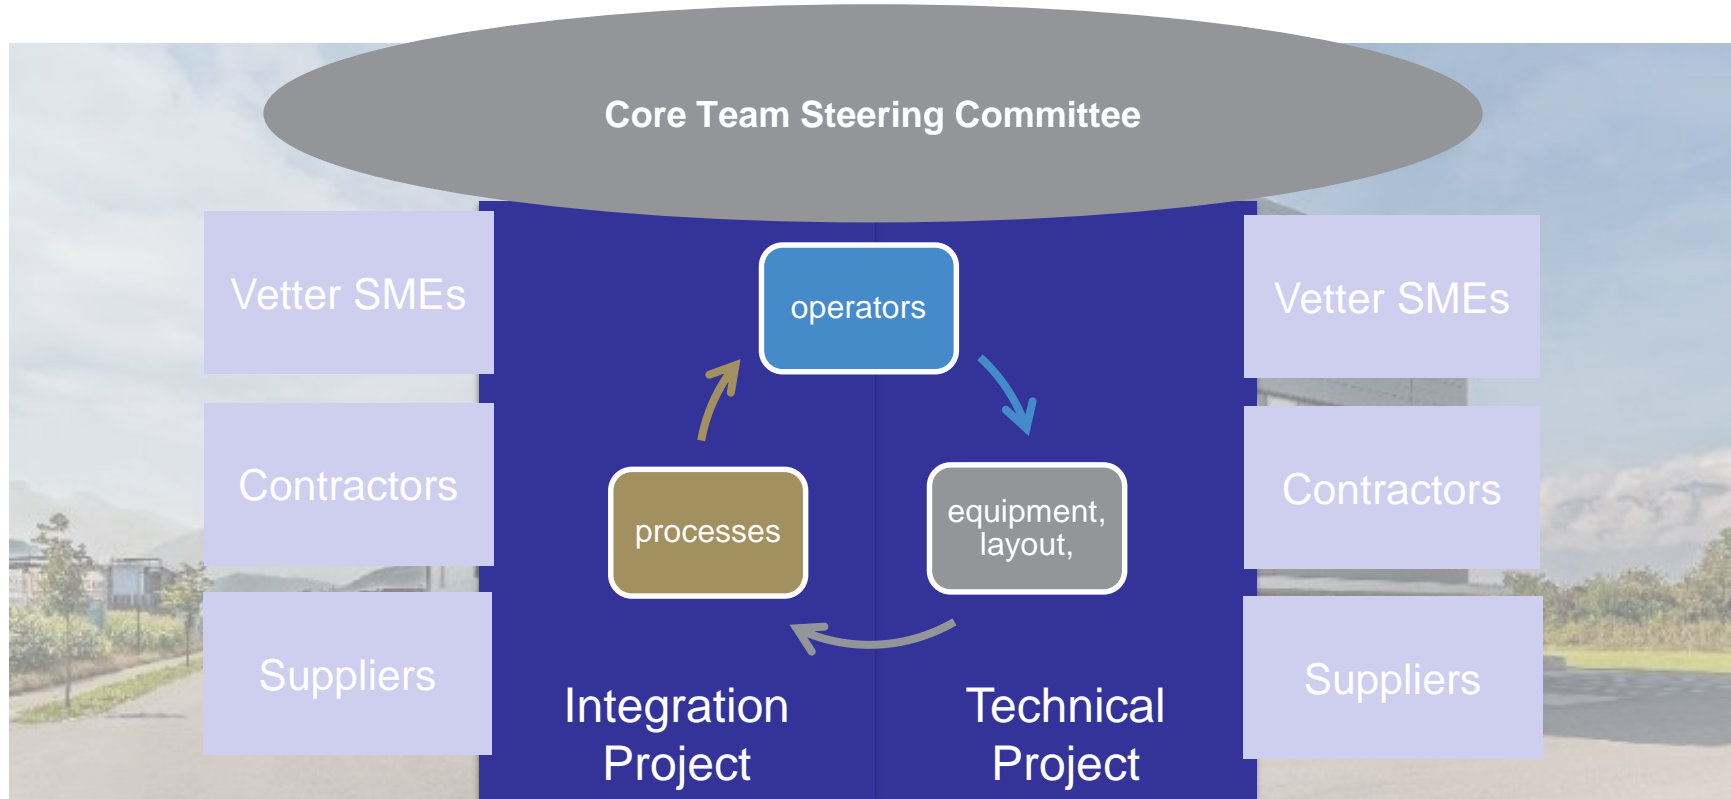 Core Team Steering Committee
Vetter SMEs
operators
Vetter SMEs
Contractors
processes
equipment,
layout,
Contractors
Suppliers
Suppliers
Integration
Project
Technical
Project